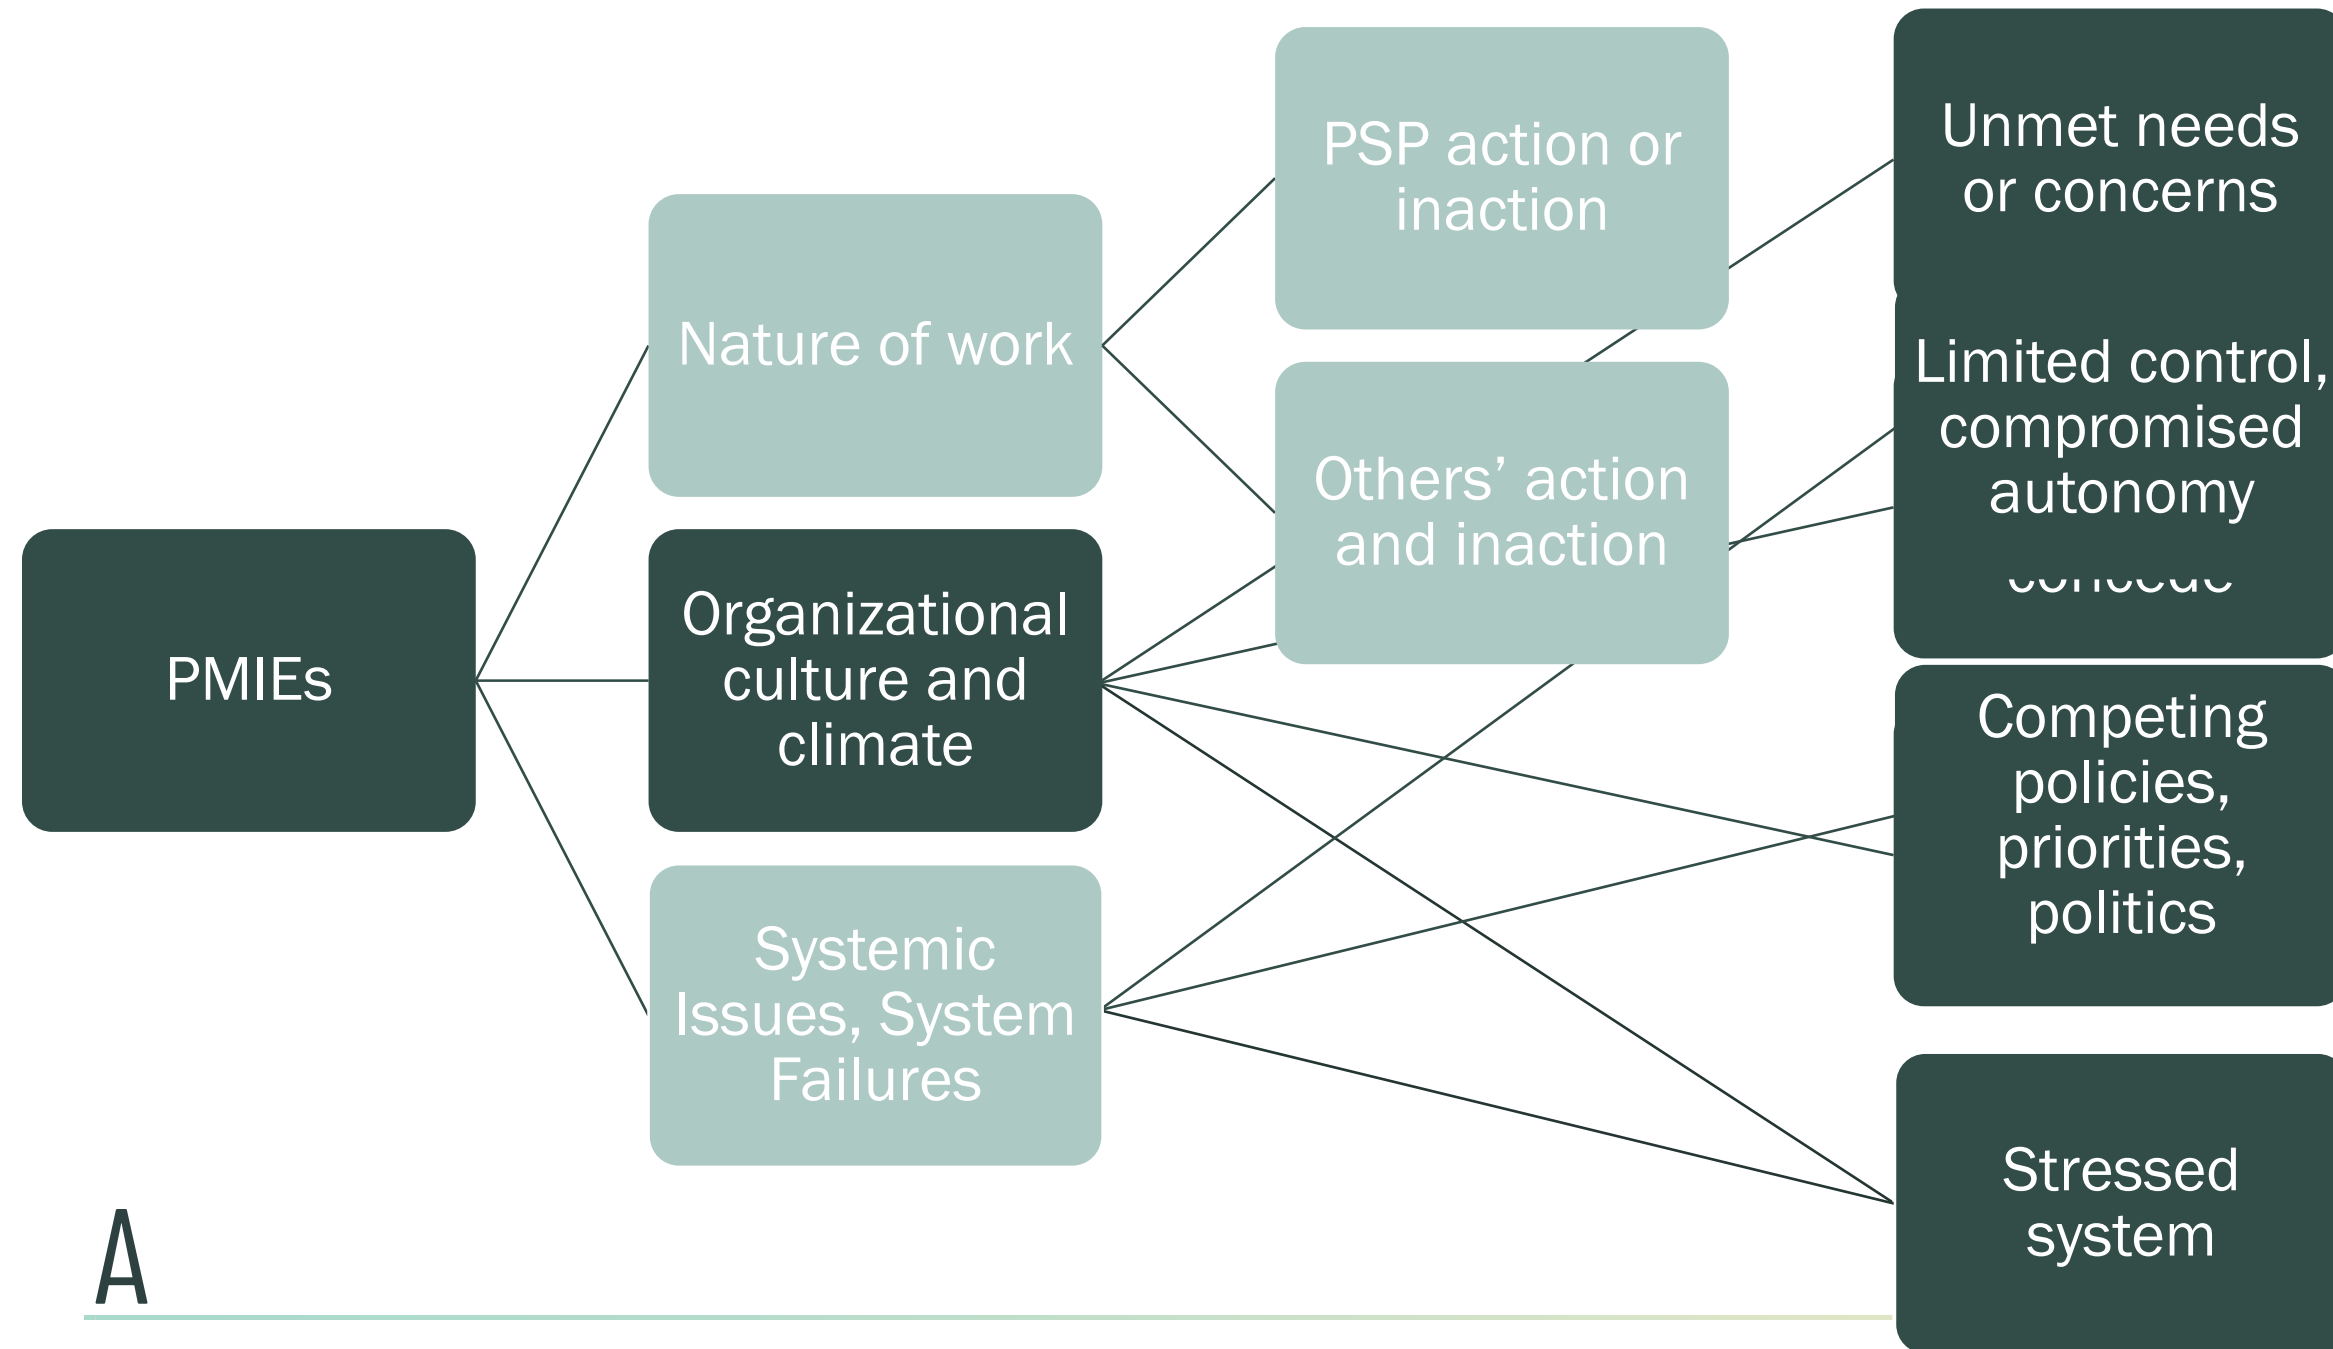 PMIEs
Nature of work
Organizational
culture and
climate
Systemic
Issues, System
Failures
PSP action or
inaction
Others’ action
and inaction
Unmet needs
or concerns
Limited control,
compromised
autonomy
Competing
policies,
priorities,
politics
Stressed
system
A